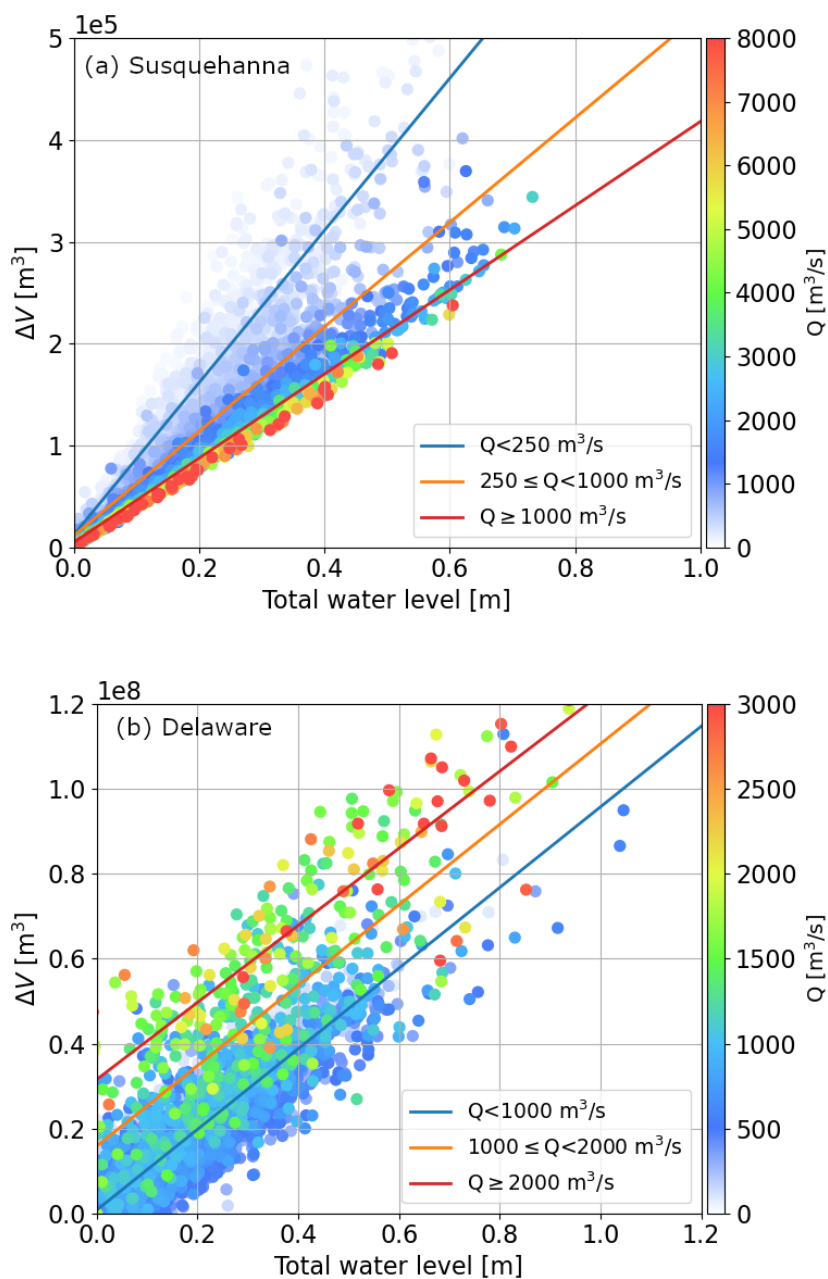 1e5
(a) Susquehanna
5
4
3
2
1
0
ΔV [m³]
0.0 0.2 0.4 0.6 0.8 1.0
Total water level [m]
Q<250 m³/s
250 ≤ Q<1000 m³/s
Q ≥ 1000 m³/s
8000
7000
6000
5000
4000
3000
2000
1000
0
Q [m³/s]
1e8
(b) Delaware
1.2
1.0
0.8
0.6
0.4
0.2
0.0
ΔV [m³]
0.0 0.2 0.4 0.6 0.8 1.0 1.2
Total water level [m]
Q<1000 m³/s
1000 ≤ Q<2000 m³/s
Q ≥ 2000 m³/s
3000
2500
2000
1500
1000
500
0
Q [m³/s]